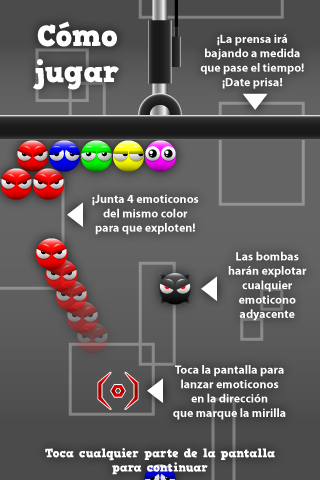 Cómo
jugar
¡La prensa irá
bajando a medida
que pase el tiempo!
¡Date prisa!
¡Junta 4 emoticonos
del mismo color
para que exploten!
Las bombas
harán explotar
cualquier
emoticono
adyacente
Toca la pantalla para
lanzar emoticonos
en la dirección
que marque la mirilla
Toca cualquier parte de la pantalla
para continuar